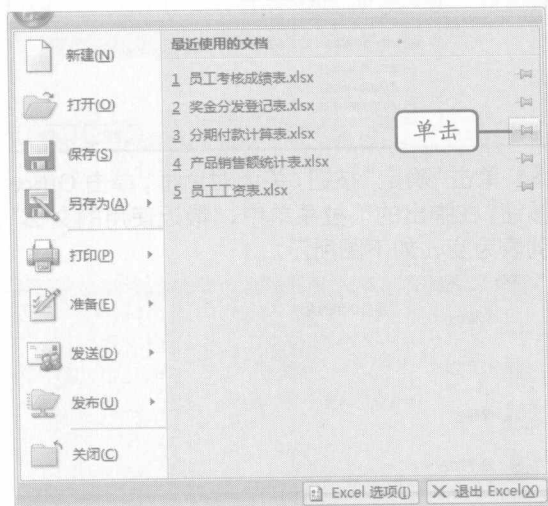 新建(N)
打开(O)
保存(S)
另存为(A)
打印(P)
准备(E)
发送(D)
发布(U)
关闭(C)
最近使用的文档
1 员工考核成绩表.xlsx
2 奖金分发登记表.xlsx
3 分期付款计算表.xlsx
4 产品销售额统计表.xlsx
5 员工工资表.xlsx
单击
Excel 选项(I)
退出 Excel(X)